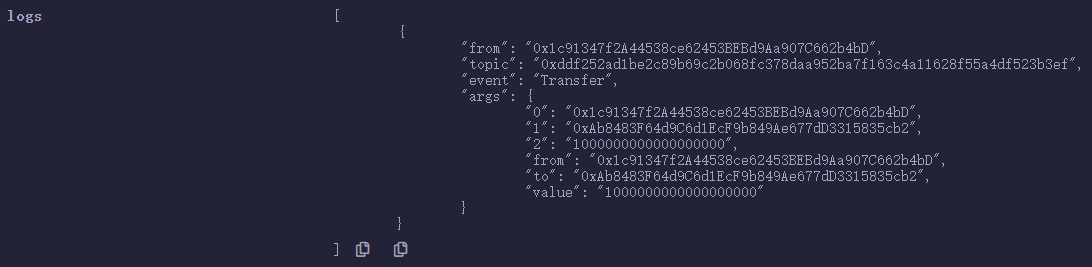 logs [
{
"from": "0x1c91347f2A44538ce62453BEBd9Aa907C662b4bD",
"topic": "0xddf252ad1be2c89b69c2b068fc378daa952ba7f163c4a11628f55a4df523b3ef",
"event": "Transfer",
"args": {
"0": "0x1c91347f2A44538ce62453BEBd9Aa907C662b4bD",
"1": "0xAb8483F64d9C6d1EcF9b849Ae677dD3315835cb2",
"2": "1000000000000000000",
"from": "0x1c91347f2A44538ce62453BEBd9Aa907C662b4bD",
"to": "0xAb8483F64d9C6d1EcF9b849Ae677dD3315835cb2",
"value": "1000000000000000000"
}
}
]